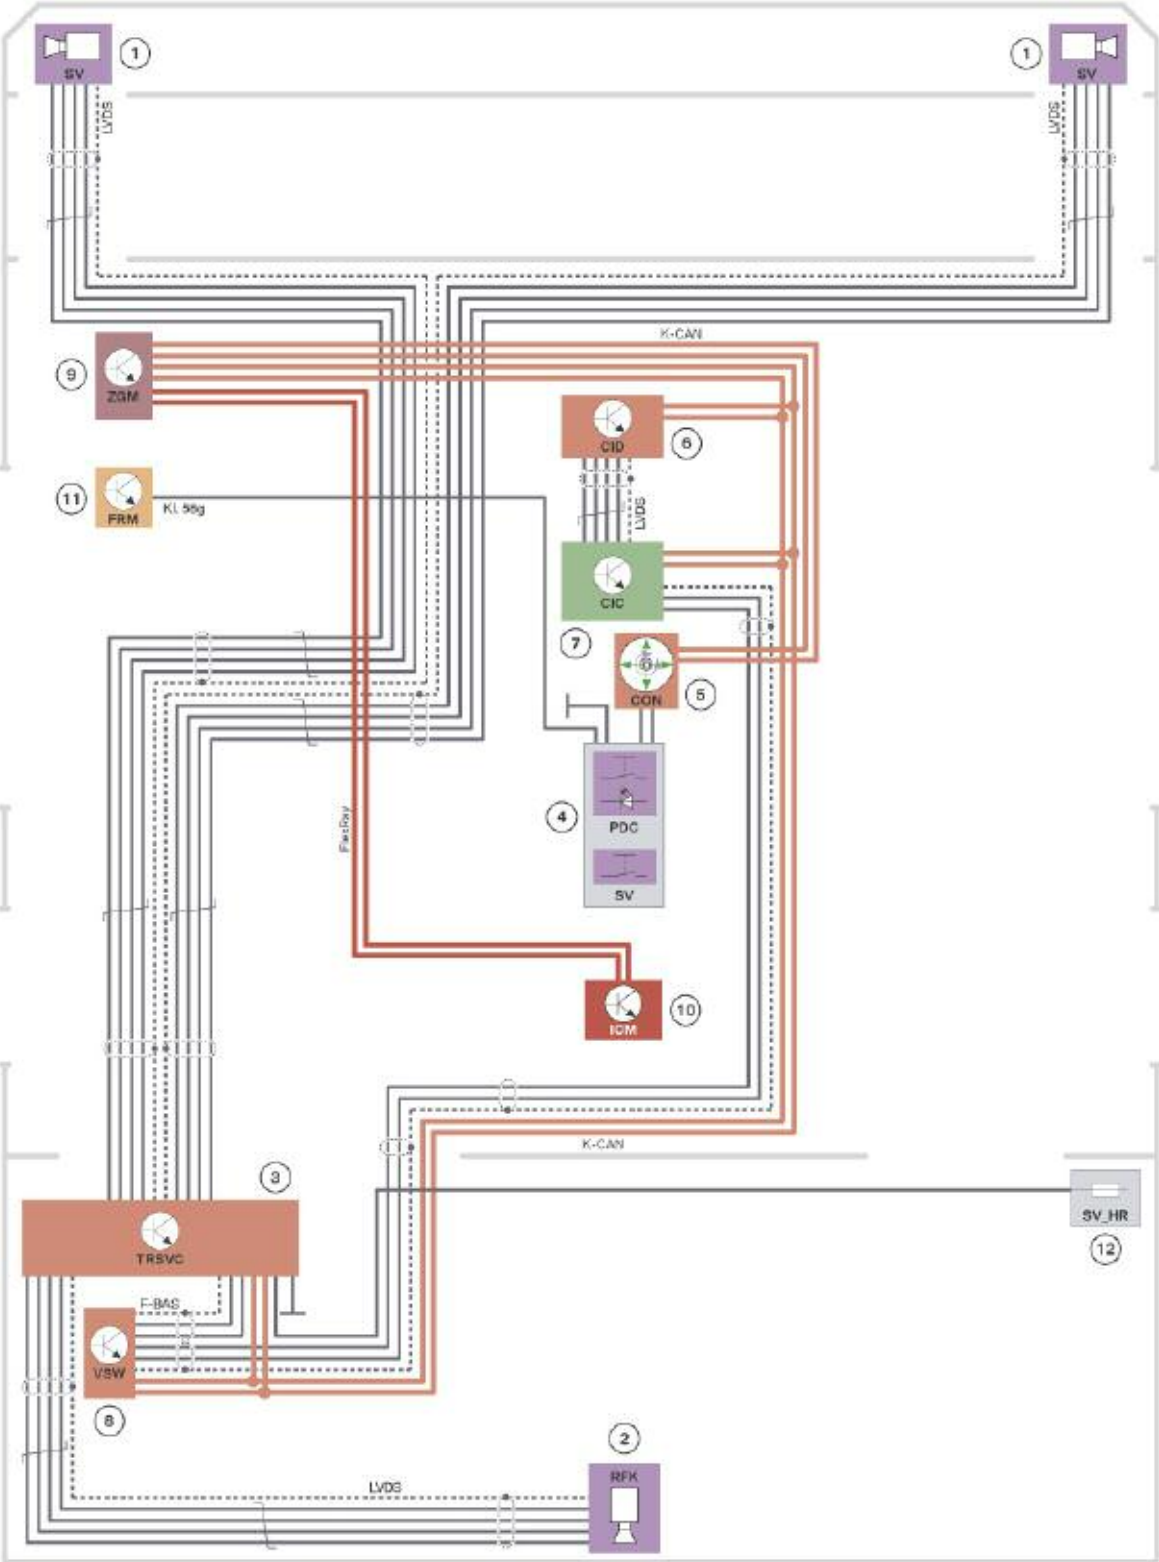 1
1
SV
SV
LVDS
LVDS
K-CAN
9
ZGM
CID
6
11
FRM
Kl. 58g
LVDS
CIC
7
CON
5
4
PDC
FlexRay
SV
10
ICM
K-CAN
3
SV_HR
TRSVC
12
F-BAS
VSW
8
2
RFK
LVDS